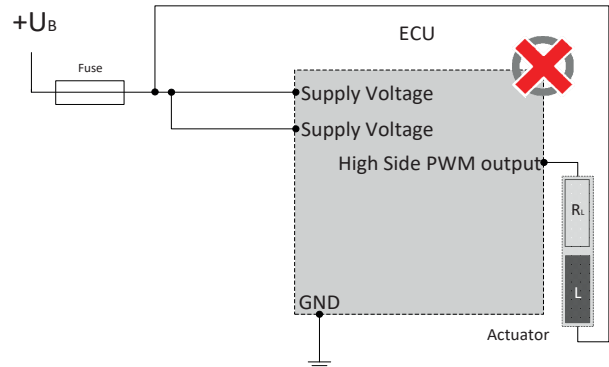 +UB
ECU
Fuse
Supply Voltage
Supply Voltage
High Side PWM output
RL
L
GND
Actuator